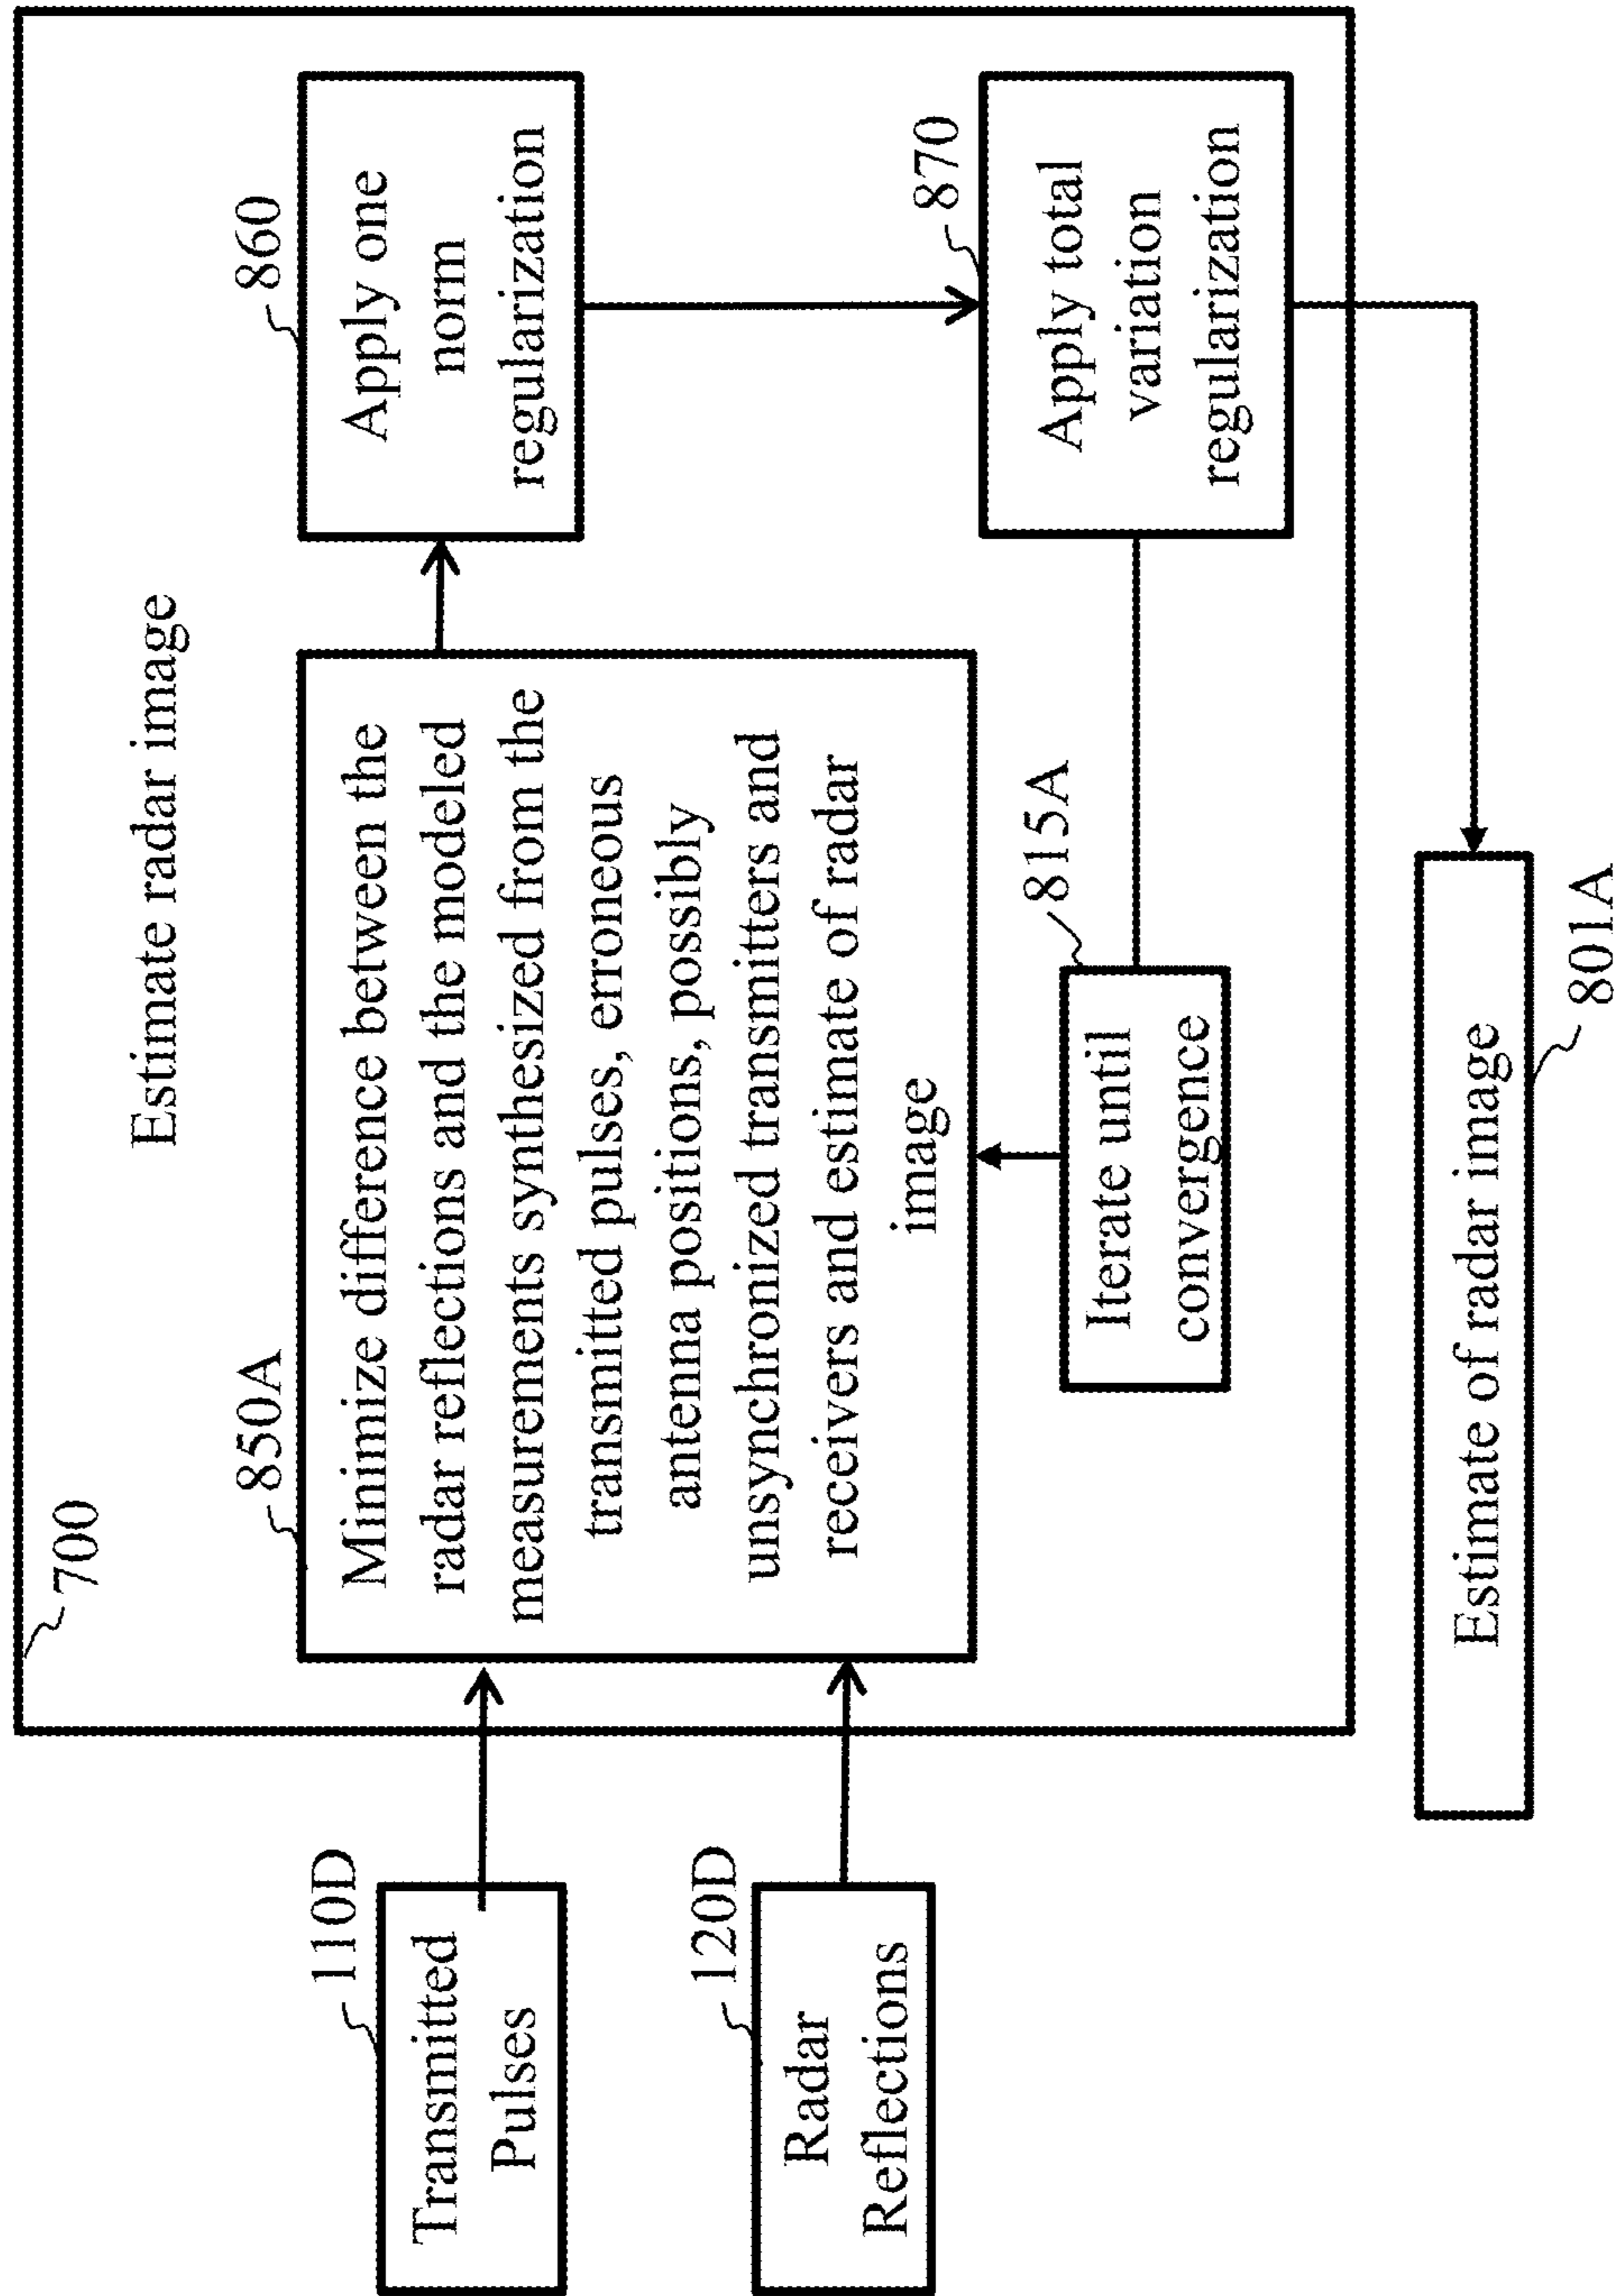 700
Estimate radar image
110D
Transmitted
Pulses
120D
Radar
Reflections
850A
Minimize difference between the
radar reflections and the modeled
measurements synthesized from the
transmitted pulses, erroneous
antenna positions, possibly
unsynchronized transmitters and
receivers and estimate of radar
image
860
Apply one
norm
regularization
870
Apply total
variation
regularization
815A
Iterate until
convergence
Estimate of radar image
801A